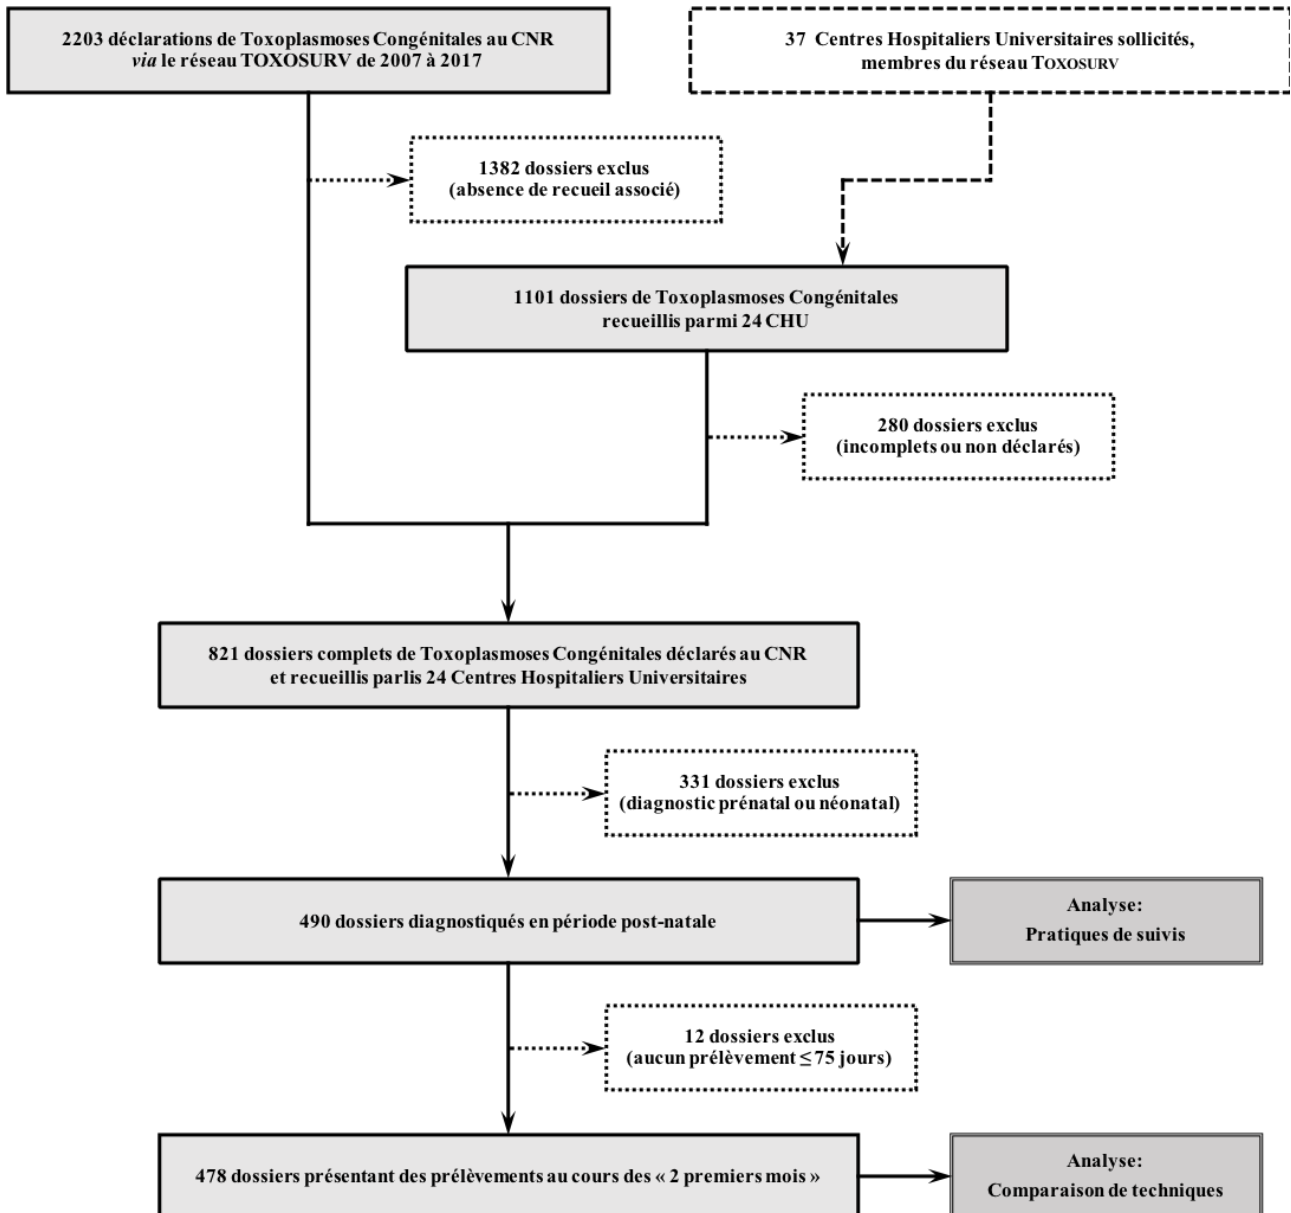 2203 déclarations de Toxoplasmoses Congénitales au CNR
via le réseau TOXOSURV de 2007 à 2017
37 Centres Hospitaliers Universitaires sollicités,
membres du réseau TOXOSURV
1382 dossiers exclus
(absence de recueil associé)
1101 dossiers de Toxoplasmoses Congénitales
recueillis parmi 24 CHU
280 dossiers exclus
(incomplets ou non déclarés)
821 dossiers complets de Toxoplasmoses Congénitales déclarés au CNR
et recueillis parlis 24 Centres Hospitaliers Universitaires
331 dossiers exclus
(diagnostic prénatal ou néonatal)
490 dossiers diagnostiqués en période post-natale
Analyse:
Pratiques de suivis
12 dossiers exclus
(aucun prélèvement ≤ 75 jours)
478 dossiers présentant des prélèvements au cours des « 2 premiers mois »
Analyse:
Comparaison de techniques